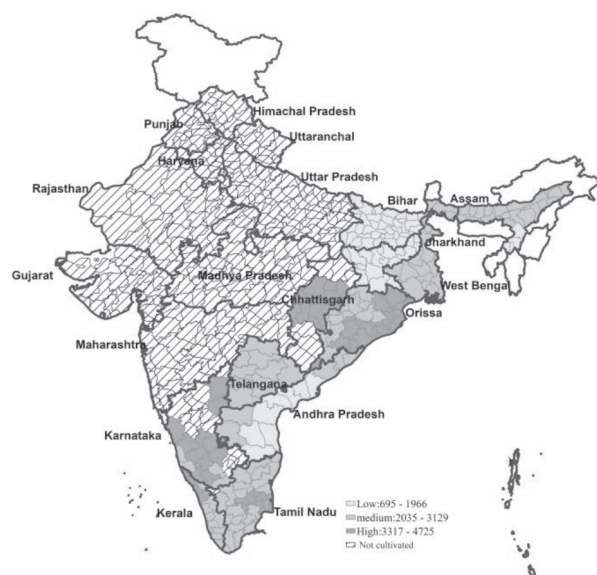 Himachal Pradesh
Punjab
Uttaranchal
Haryana
Uttar Pradesh
Rajasthan
Bihar
Assam
Jharkhand
Gujarat
Madhya Pradesh
West Bengal
Chhattisgarh
Orissa
Maharashtra
Telangana
Andhra Pradesh
Karnataka
Kerala
Tamil Nadu
Low:695 - 1966
medium:2035 - 3129
High:3317 - 4725
Not cultivated